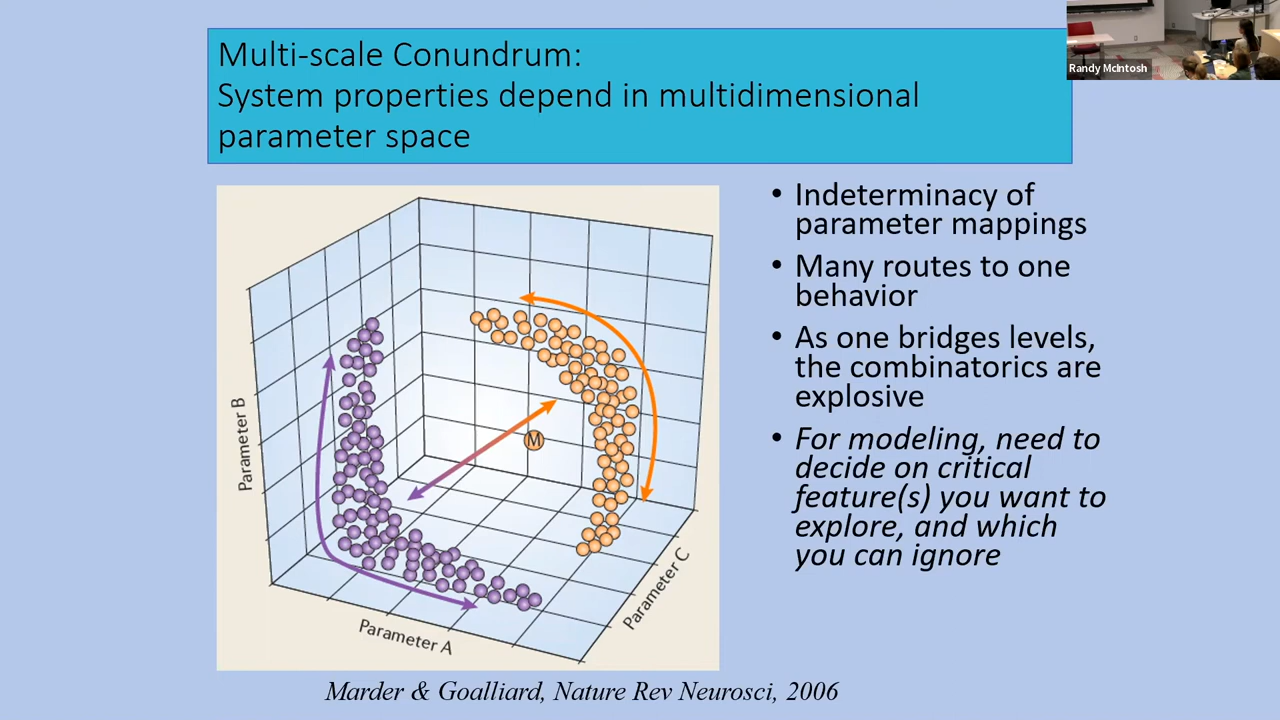 Multi-scale Conundrum:
System properties depend in multidimensional
parameter space
Randy McIntosh
Parameter B
M
Parameter A
Parameter C
• Indeterminacy of
parameter mappings
• Many routes to one
behavior
• As one bridges levels,
the combinatorics are
explosive
• For modeling, need to
decide on critical
feature(s) you want to
explore, and which
you can ignore
Marder & Goalliard, Nature Rev Neurosci, 2006